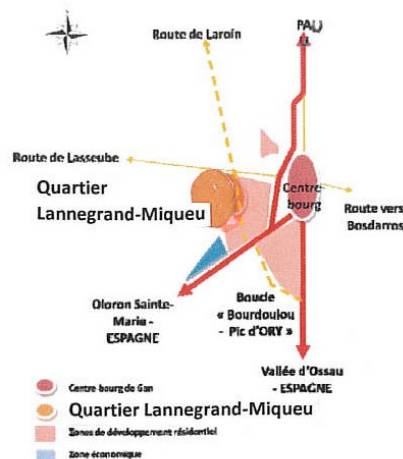 PAU
Route de Laroin
Route de Lasseube
Centre-
bourg
Quartier
Lannegrand-Miqueu
Route vers
Bosdarros
Oloron Sainte-
Marie -
ESPAGNE
Boucle
« Bourdoulou
- Pic d'ORY »
Vallée d'Ossau
- ESPAGNE
Centre-bourg de Gan
Quartier Lannegrand-Miqueu
Zones de développement résidentiel
Zone économique